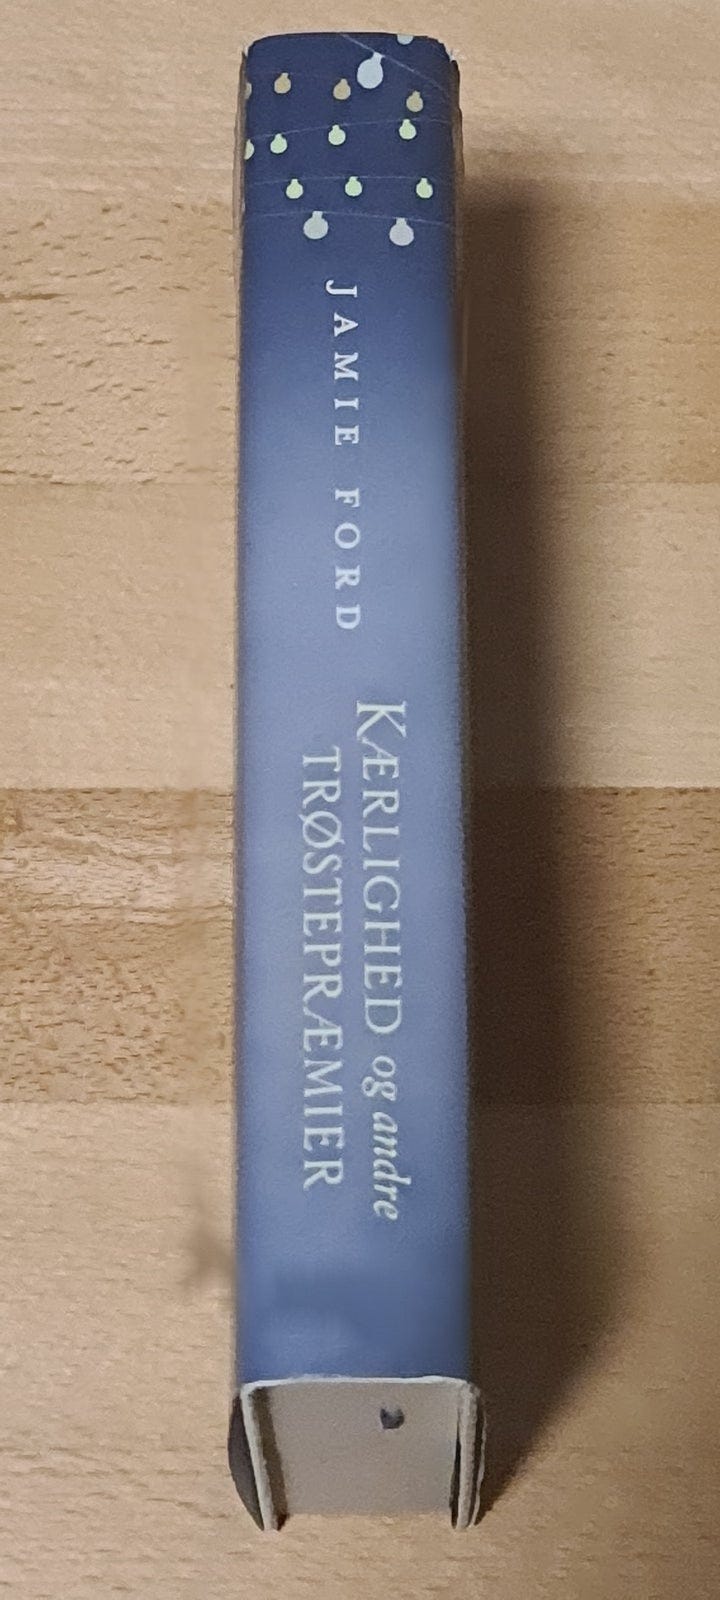 JAMIE FORD
KÆRLIGHED og andre
TRØSTEPRÆMIER